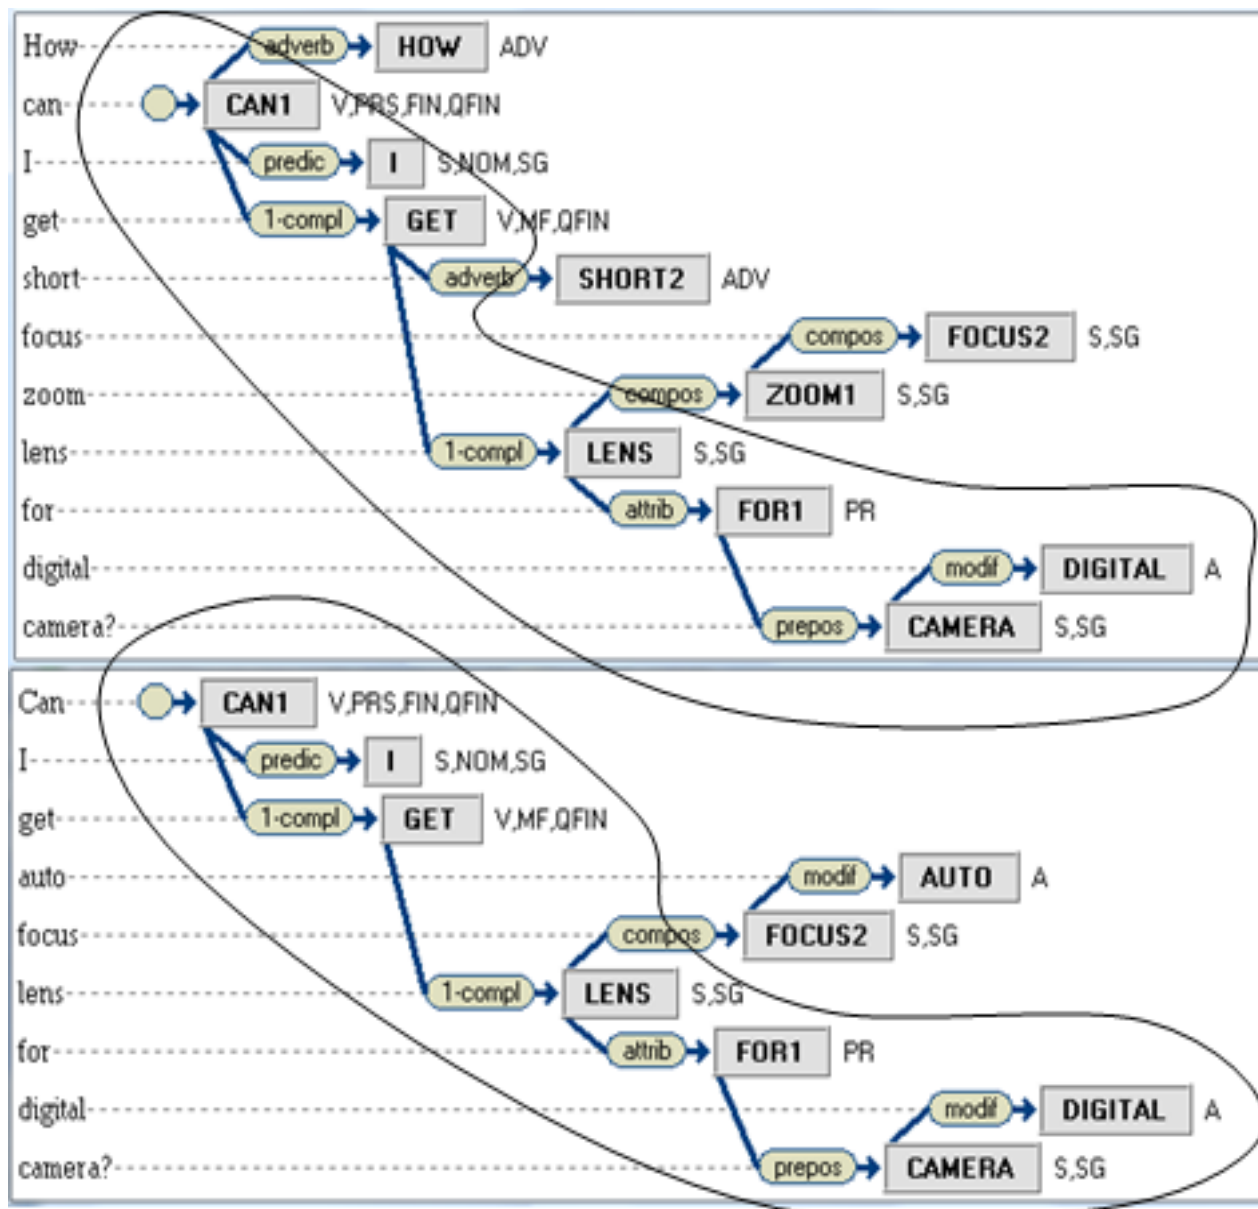 How adverb HOW ADV
can CAN1 V,PRS,FIN,QFIN
I predic I S,NOM,SG
get 1-compl GET V,MF,QFIN
short adverb SHORT2 ADV
focus compos FOCUS2 S,SG
zoom compos ZOOM1 S,SG
lens 1-compl LENS S,SG
for attrib FOR1 PR
digital modif DIGITAL A
camera? prepos CAMERA S,SG
Can CAN1 V,PRS,FIN,QFIN
I predic I S,NOM,SG
get 1-compl GET V,MF,QFIN
auto modif AUTO A
focus compos FOCUS2 S,SG
lens 1-compl LENS S,SG
for attrib FOR1 PR
digital modif DIGITAL A
camera? prepos CAMERA S,SG